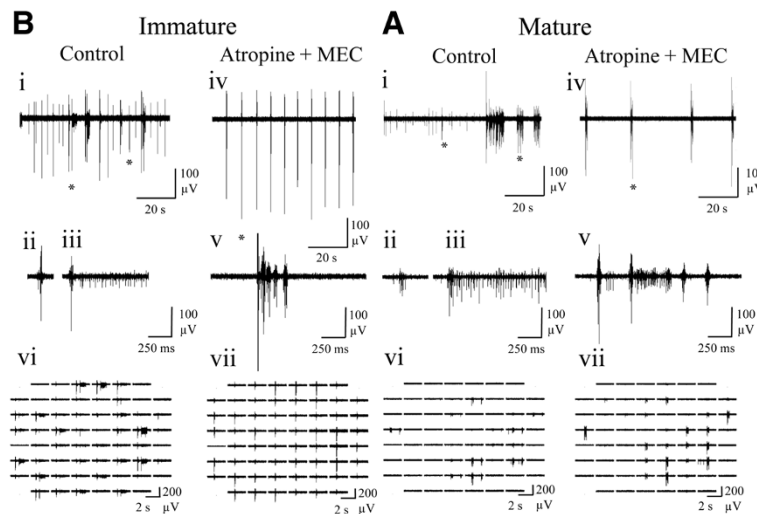 B Immature A Mature
Control Atropine + MEC Control Atropine + MEC
i iv i iv
* * * * *
100 µV 100 µV 100 µV
20 s 20 s 20 s
ii iii * v 100 µV ii iii v
20 s
100 µV 100 µV 100 µV 100 µV
250 ms 250 ms 250 ms 250 ms
vi vii vi vii
200 µV 200 µV 200 µV 200 µV
2 s 2 s 2 s 2 s